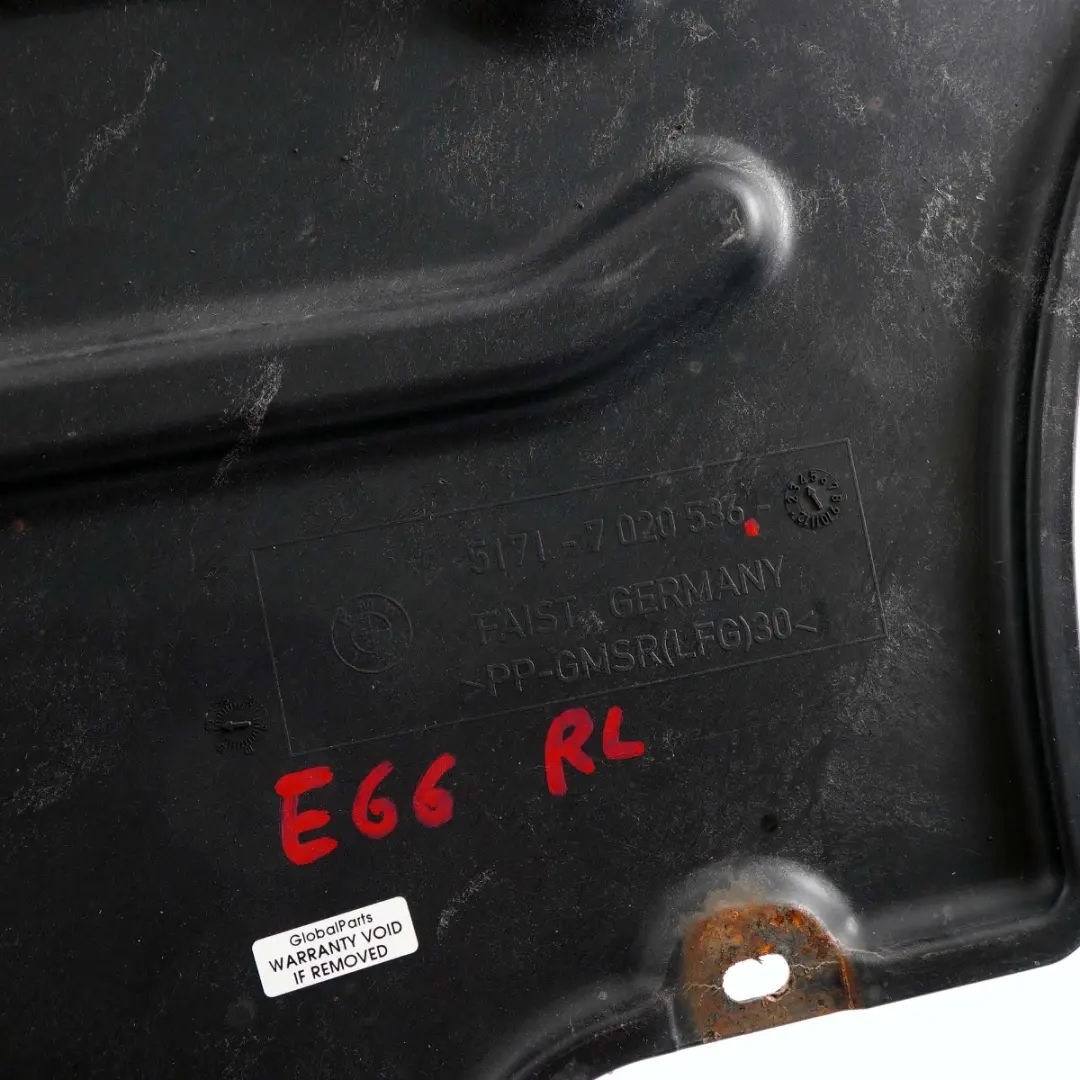 5171-7 020 536.-
FAIST GERMANY
>PP-GMSR(LFG)30<
E66 RL
GlobalParts
WARRANTY VOID
IF REMOVED